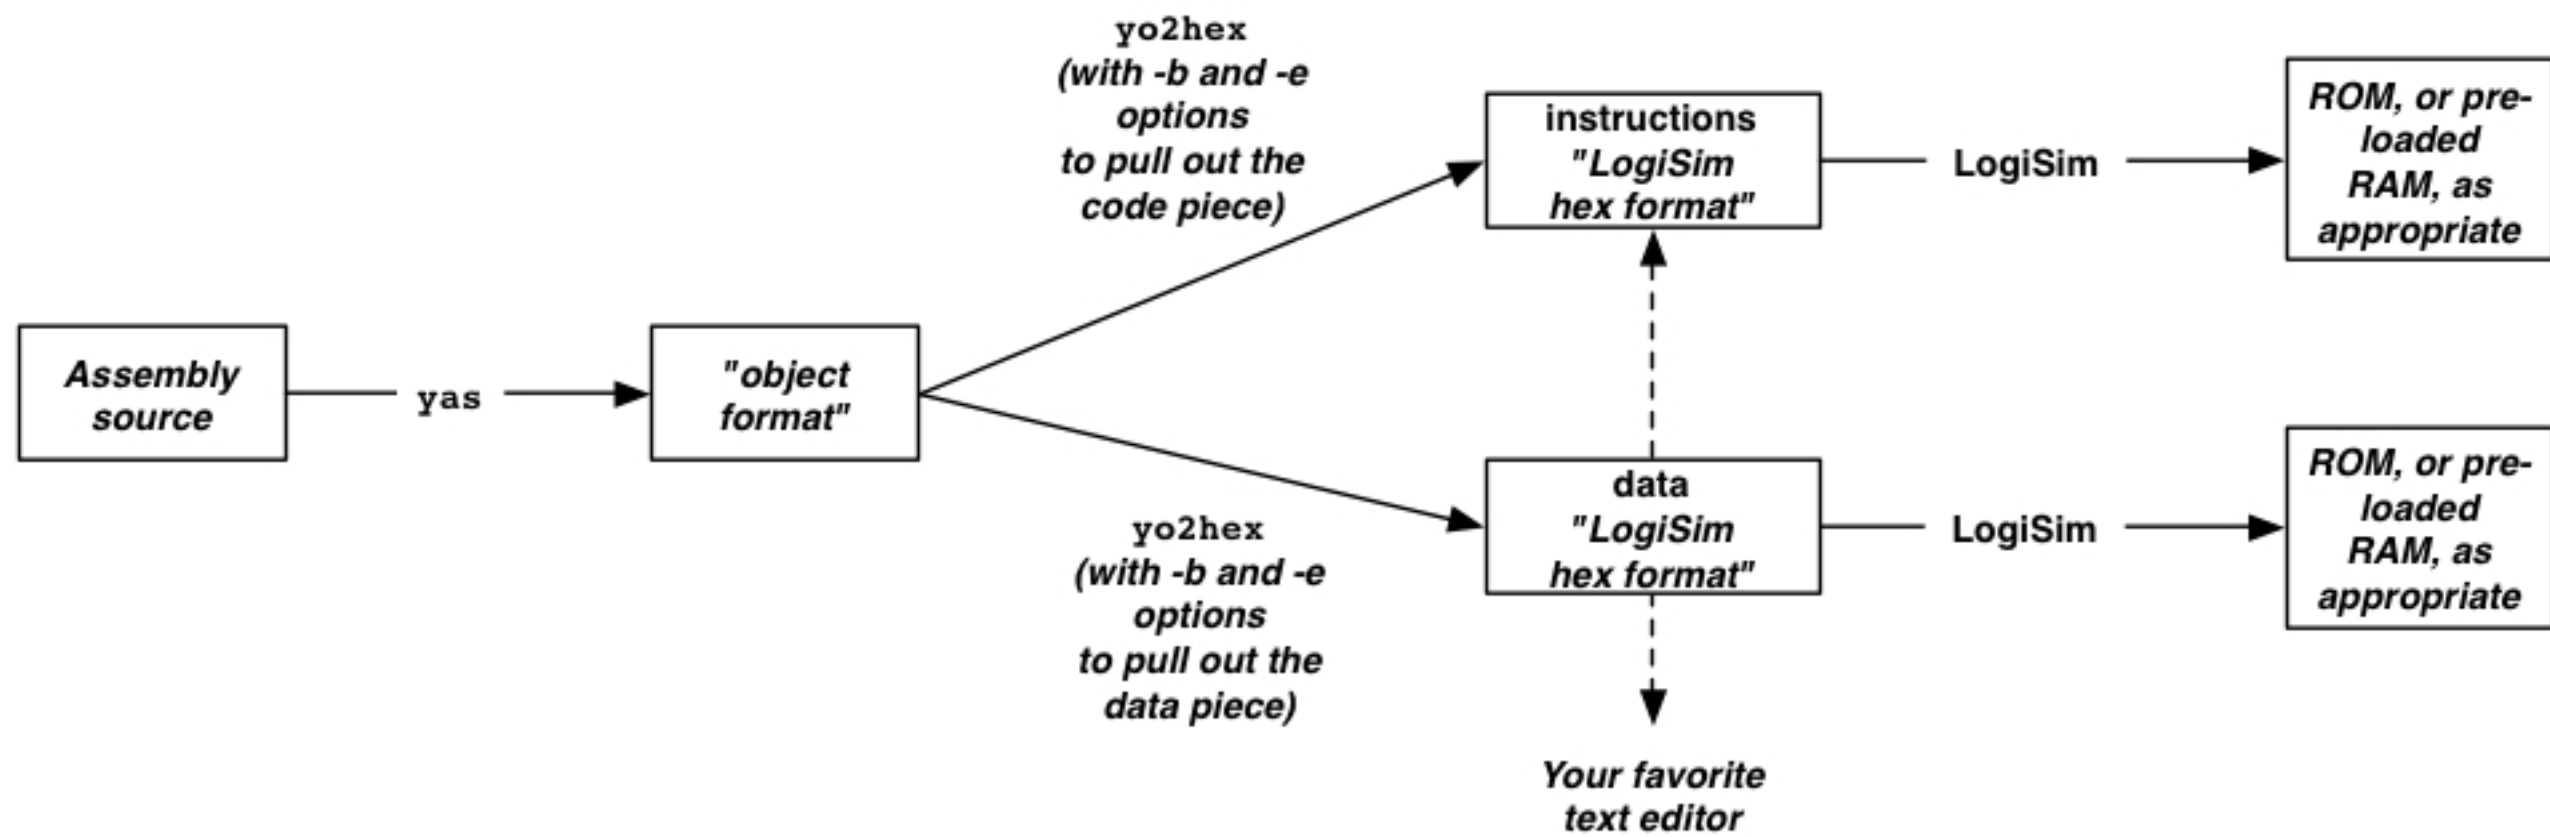 yo2hex
(with -b and -e
options
to pull out the
code piece)
instructions
"LogiSim
hex format"
LogiSim
ROM, or pre-
loaded
RAM, as
appropriate
Assembly
source
yas
"object
format"
yo2hex
(with -b and -e
options
to pull out the
data piece)
data
"LogiSim
hex format"
LogiSim
ROM, or pre-
loaded
RAM, as
appropriate
Your favorite
text editor